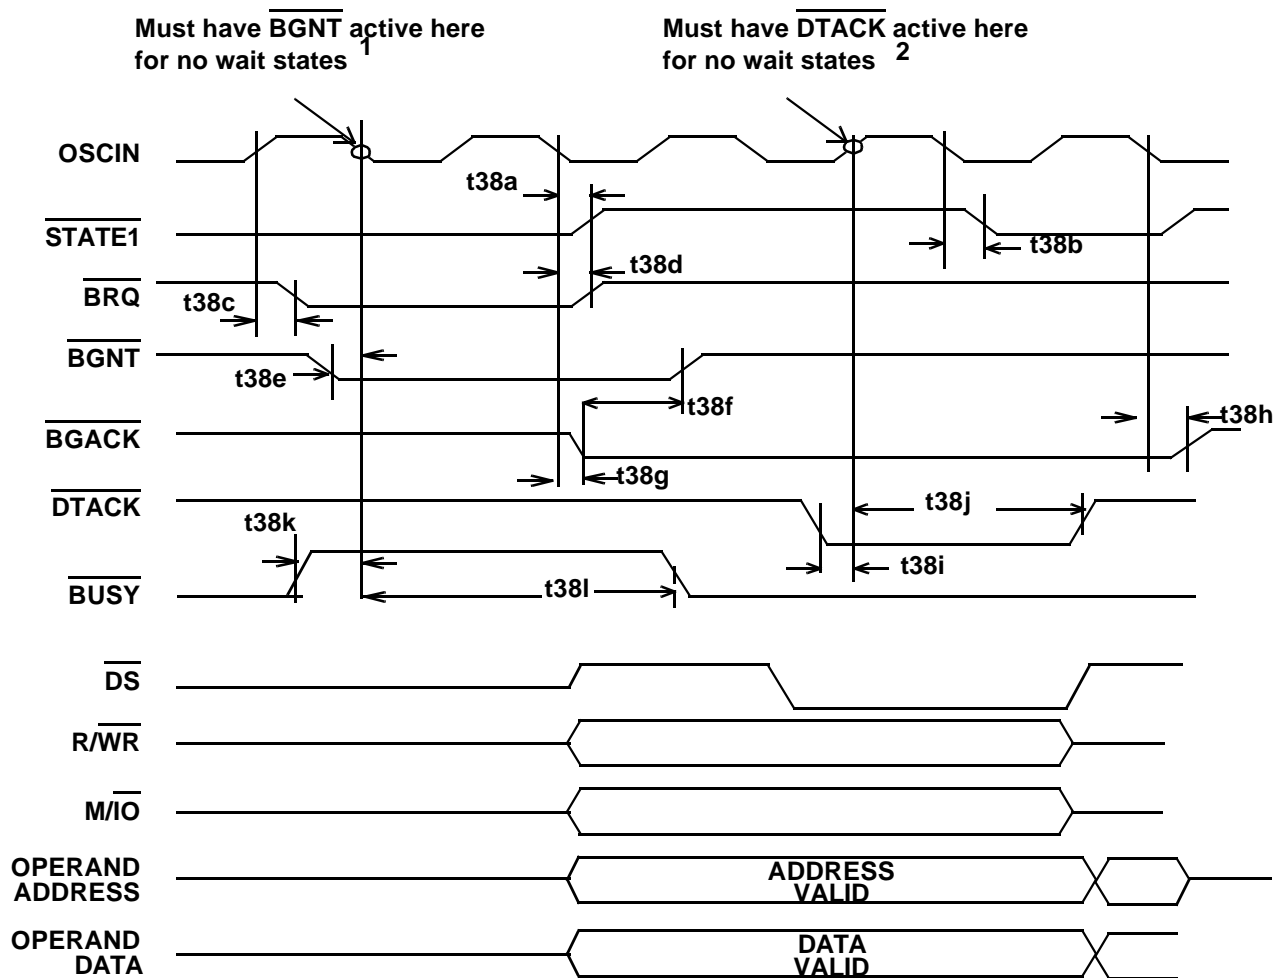 Must have BGNT active here
for no wait states 1
Must have DTACK active here
for no wait states 2
OSCIN
t38a
STATE1
t38b
t38d
BRQ
t38c
BGNT
t38e
t38f
t38h
BGACK
t38g
DTACK
t38j
t38k
t38i
BUSY
t38l
DS
R/WR
M/IO
OPERAND
ADDRESS
ADDRESS
VALID
OPERAND
DATA
DATA
VALID